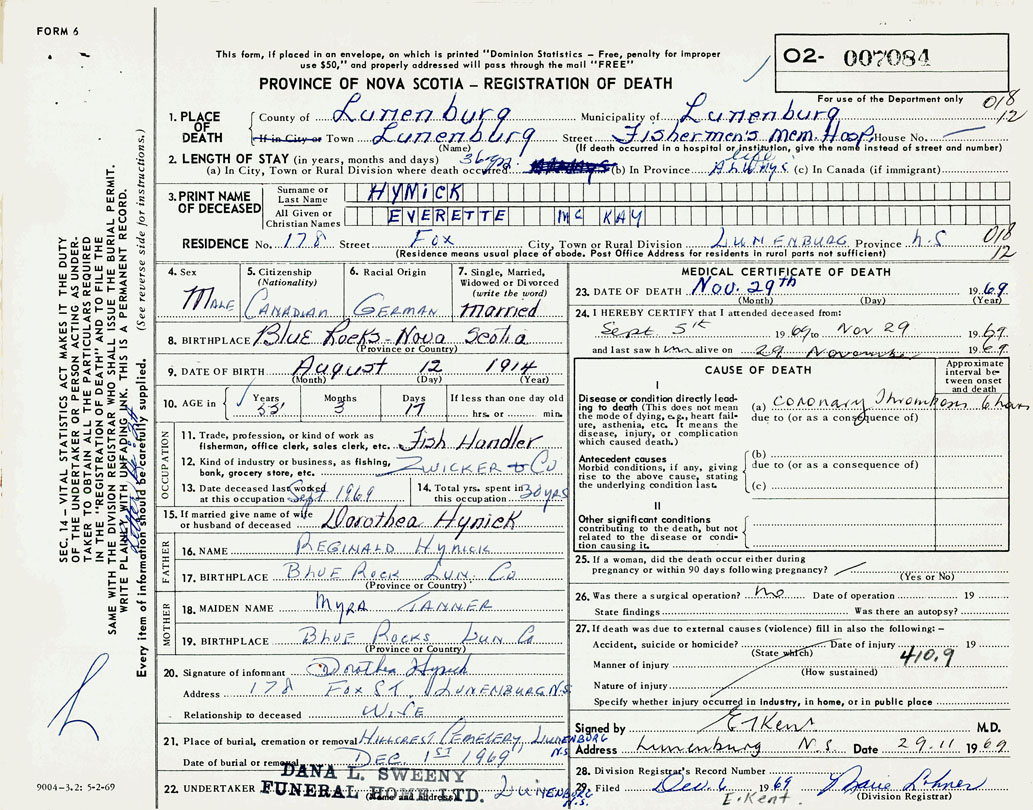 FORM 6
This form, if placed in an envelope, on which is printed "Dominion Statistics – Free, penalty for improper
use $50," and properly addressed will pass through the mail "FREE"
PROVINCE OF NOVA SCOTIA – REGISTRATION OF DEATH
O2- 007084
For use of the Department only
018
12
1. PLACE OF DEATH
County of Lunenburg Municipality of Lunenburg
If in City or Town Lunenburg Street Fishermen's Mem. Hosp. House No. —
(Name) (If death occurred in a hospital or institution, give the name instead of street and number)
2. LENGTH OF STAY (in years, months and days)
(a) In City, Town or Rural Division where death occurred 36 yrs. (b) In Province life Always (c) In Canada (if immigrant)
3. PRINT NAME OF DECEASED
Surname or Last Name HYNICK
All Given or Christian Names EVERETTE MC KAY
RESIDENCE No. 178 Street Fox City, Town or Rural Division LUNENBURG Province N.S
(Residence means usual place of abode. Post Office Address for residents in rural parts not sufficient)
018
12
4. Sex
Male
5. Citizenship (Nationality)
Canadian
6. Racial Origin
German
7. Single, Married, Widowed or Divorced (write the word)
Married
8. BIRTHPLACE Blue Rocks - Nova Scotia
(Province or Country)
9. DATE OF BIRTH August 12 1914
(Month) (Day) (Year)
10. AGE in Years 55 Months 3 Days 17 If less than one day old hrs. or min.
OCCUPATION
11. Trade, profession, or kind of work as fisherman, office clerk, sales clerk, etc. Fish Handler
12. Kind of industry or business, as fishing, bank, grocery store, etc. Zwicker & Co
13. Date deceased last worked at this occupation Sept 1969
14. Total yrs. spent in this occupation 30 yrs
15. If married give name of wife or husband of deceased Dorothea Hynick
FATHER
16. NAME Reginald Hynick
17. BIRTHPLACE Blue Rock Lun. Co
(Province or Country)
MOTHER
18. MAIDEN NAME Myra Tanner
19. BIRTHPLACE Blue Rocks Lun Co
(Province or Country)
20. Signature of informant Dorothea Hynick
Address 178 Fox St. Lunenburg N.S
Relationship to deceased Wife
21. Place of burial, cremation or removal Hillcrest Cemetery, Lunenburg N.S
Date of burial or removal Dec. 1st 1969
22. UNDERTAKER DANA L. SWEENY
FUNERAL HOME LTD. Lunenburg N.S.
(Name and address)
MEDICAL CERTIFICATE OF DEATH
23. DATE OF DEATH Nov. 29th 1969
(Month) (Day) (Year)
24. I HEREBY CERTIFY that I attended deceased from:
Sept. 5th 1969 to Nov 29 1969
and last saw him alive on 29 November 1969
CAUSE OF DEATH
Approximate interval between onset and death
I
Disease or condition directly leading to death (This does not mean the mode of dying, e.g., heart failure, asthenia, etc. It means the disease, injury, or complication which caused death.)
(a) Coronary Thrombosis 6 hours
due to (or as a consequence of)
Antecedent causes
Morbid conditions, if any, giving rise to the above cause, stating the underlying condition last.
(b)
due to (or as a consequence of)
(c)
II
Other significant conditions contributing to the death, but not related to the disease or condition causing it.
25. If a woman, did the death occur either during
pregnancy or within 90 days following pregnancy?
(Yes or No)
26. Was there a surgical operation? no Date of operation 19
State findings Was there an autopsy?
27. If death was due to external causes (violence) fill in also the following: –
Accident, suicide or homicide? Date of injury 19
(State which)
410.9
Manner of injury
(How sustained)
Nature of injury
Specify whether injury occurred in Industry, in home, or in public place
Signed by E Kent M.D.
Address Lunenburg N.S. Date 29.11 1969
28. Division Registrar's Record Number
29. Filed Dec. 6 1969
(Division Registrar)
E. Kent.
SEC. 14 – VITAL STATISTICS ACT MAKES IT THE DUTY
OF THE UNDERTAKER OR PERSON ACTING AS UNDER-
TAKER TO OBTAIN ALL THE PARTICULARS REQUIRED
IN THE "REGISTRATION OF DEATH" AND TO FILE THE
SAME WITH THE DIVISION REGISTRAR WHO SHALL ISSUE THE BURIAL PERMIT.
WRITE PLAINLY WITH UNFADING INK. THIS IS A PERMANENT RECORD.
Every item of information should be carefully supplied. (See reverse side for instructions.)
9004-3.2: 5-2-69